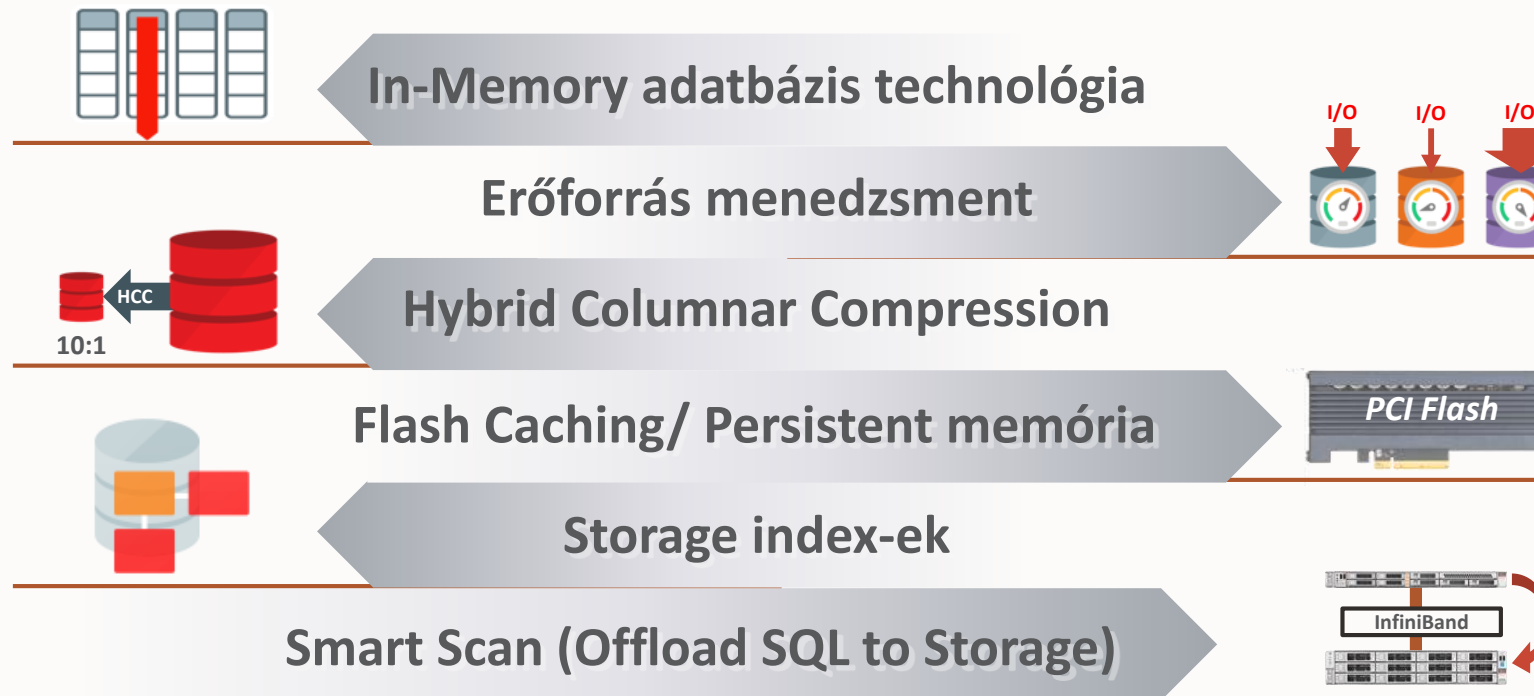 In-Memory adatbázis technológia
I/O I/O I/O
Erőforrás menedzsment
HCC
10:1
Hybrid Columnar Compression
Flash Caching/ Persistent memória
PCI Flash
Storage index-ek
Smart Scan (Offload SQL to Storage)
InfiniBand